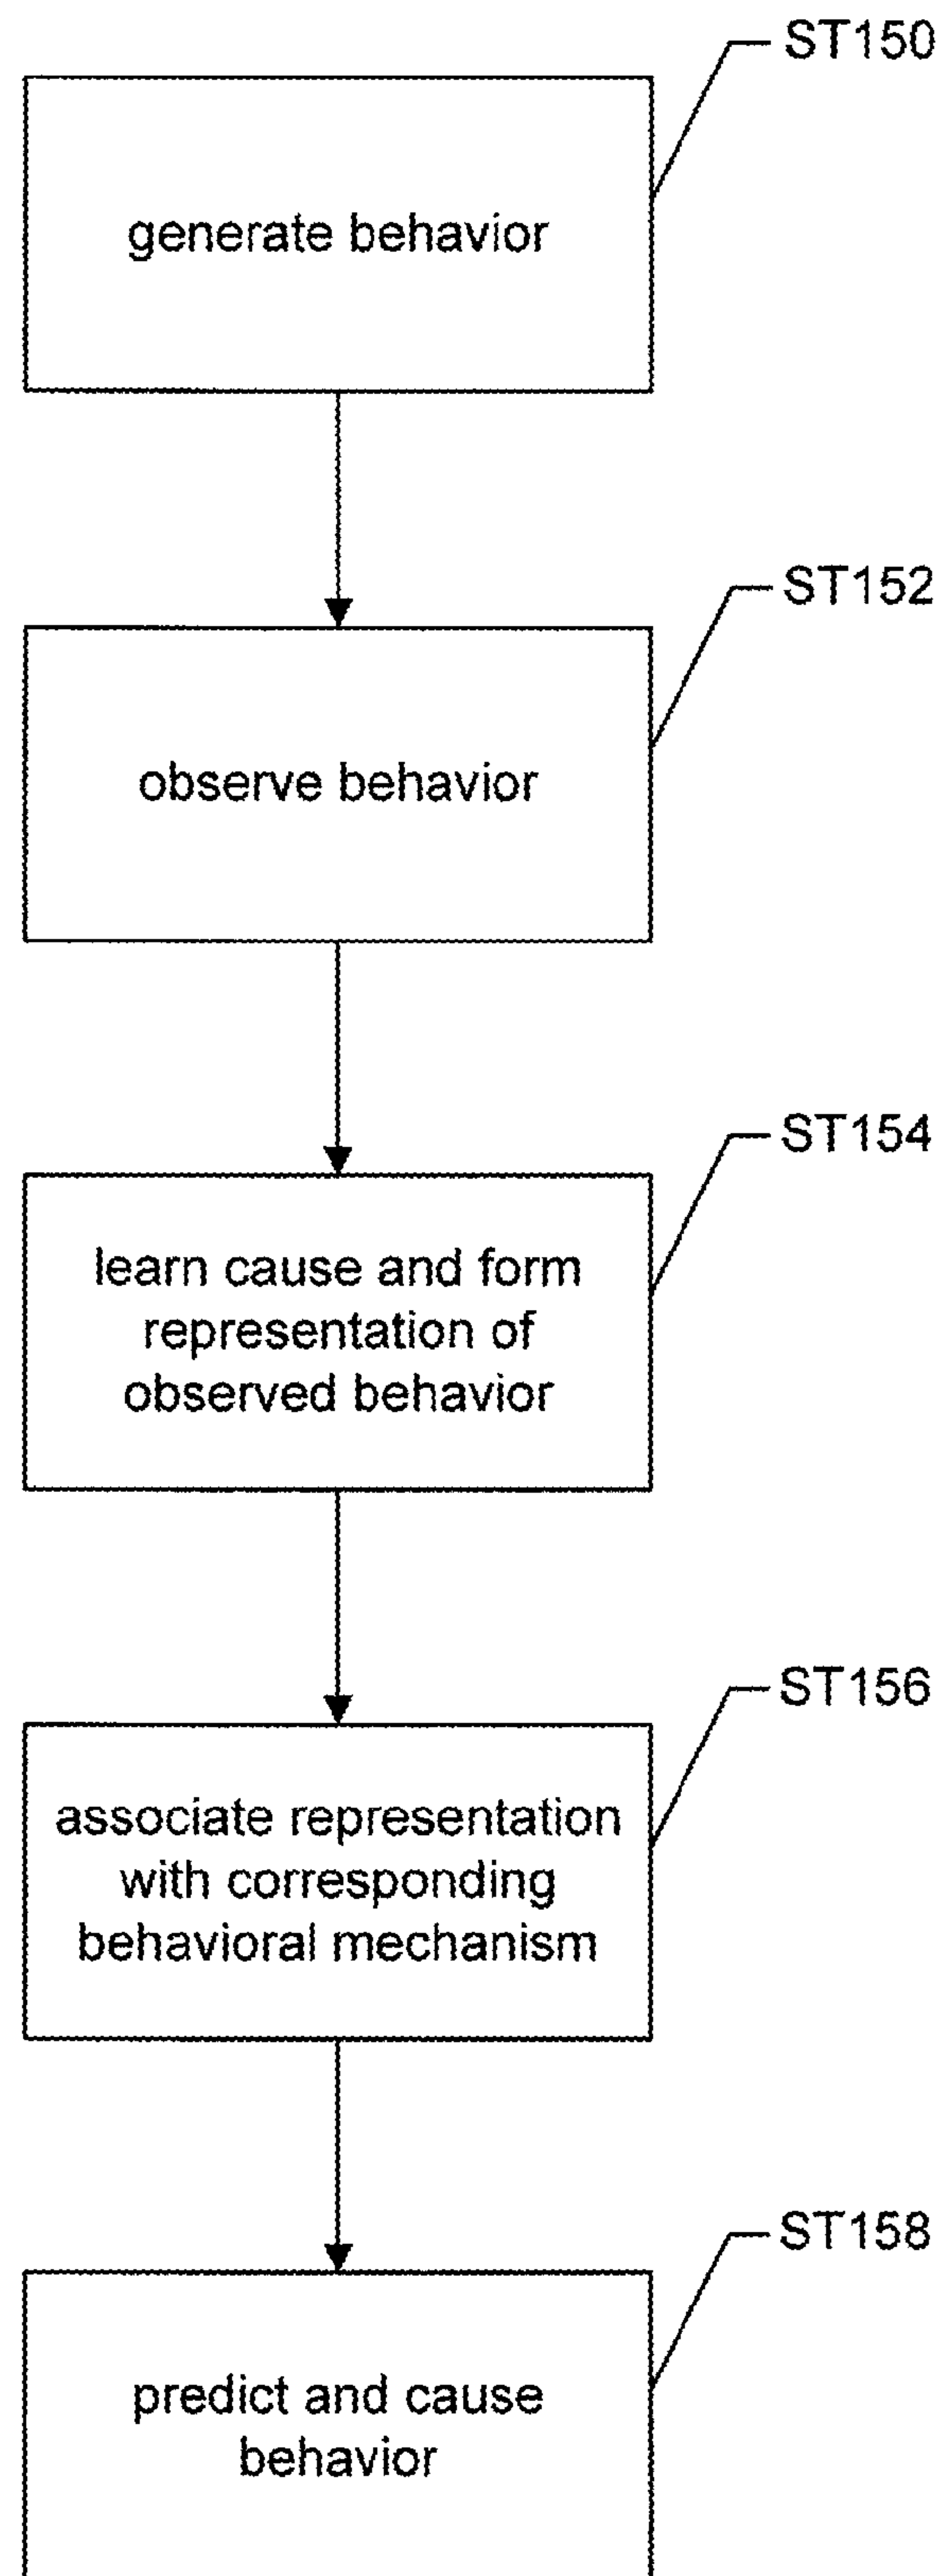 ST150
generate behavior
ST152
observe behavior
ST154
learn cause and form
representation of
observed behavior
ST156
associate representation
with corresponding
behavioral mechanism
ST158
predict and cause
behavior